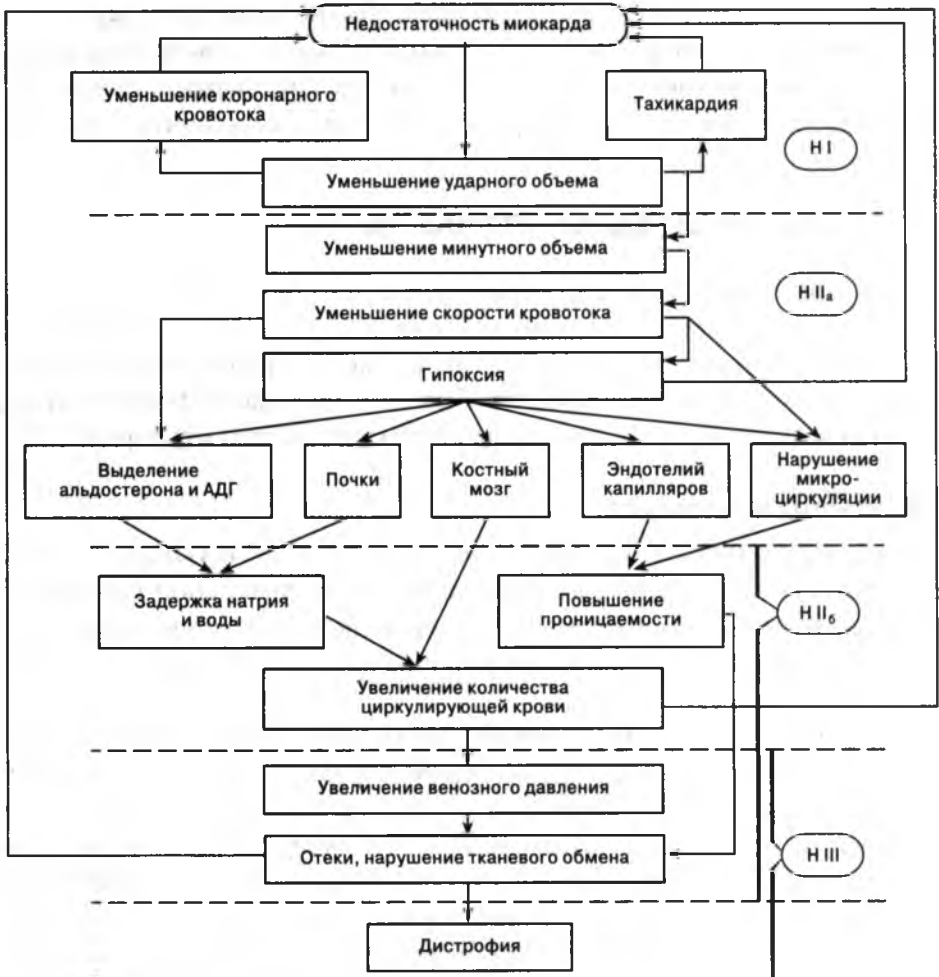 Недостаточность миокарда
Уменьшение коронарного
кровотока
Тахикардия
Н I
Уменьшение ударного объема
Уменьшение минутного объема
Н IIа
Уменьшение скорости кровотока
Гипоксия
Выделение
альдостерона и АДГ
Почки
Костный
мозг
Эндотелий
капилляров
Нарушение
микро-
циркуляции
Задержка натрия
и воды
Повышение
проницаемости
Н IIб
Увеличение количества
циркулирующей крови
Увеличение венозного давления
Отеки, нарушение тканевого обмена
Н III
Дистрофия